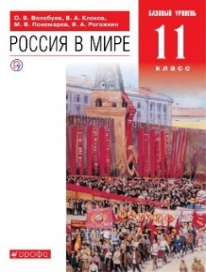 О. В. Волобуев, В. А. Клоков,
М. В. Пономарев, В. А. Рогожкин
БАЗОВЫЙ УРОВЕНЬ
РОССИЯ В МИРЕ
11
класс
дрофа